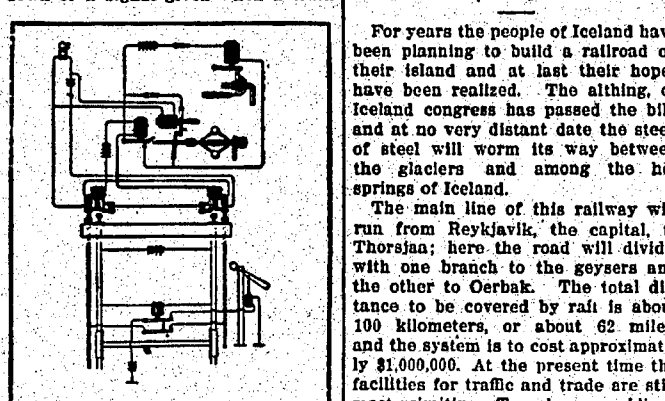 For years the people of Iceland hav
been planning to build a railroad o
their island and at last their hope
have been realized. The althing, o
Iceland congress has passed the bil
and at no very distant date the stee
of steel will worm its way betwee
the glaciers and among the ho
springs of Iceland.
The main line of this railway wi
run from Reykjavik, the capital, t
Thorsjan; here the road will divid
with one branch to the geysers an
the other to Oerbak. The total di
tance to be covered by rail is abou
100 kilometers, or about 62 mile
and the system is to cost approximat
ly $1,000,000. At the present time th
facilities for traffic and trade are sti